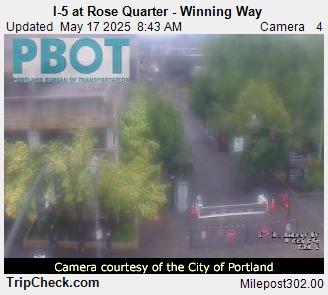 I-5 at Rose Quarter - Winning Way
Updated May 17 2025 8:43 AM Camera 4
PBOT
PORTLAND BUREAU OF TRANSPORTATION
Camera courtesy of the City of Portland
TripCheck.com Milepost302.00